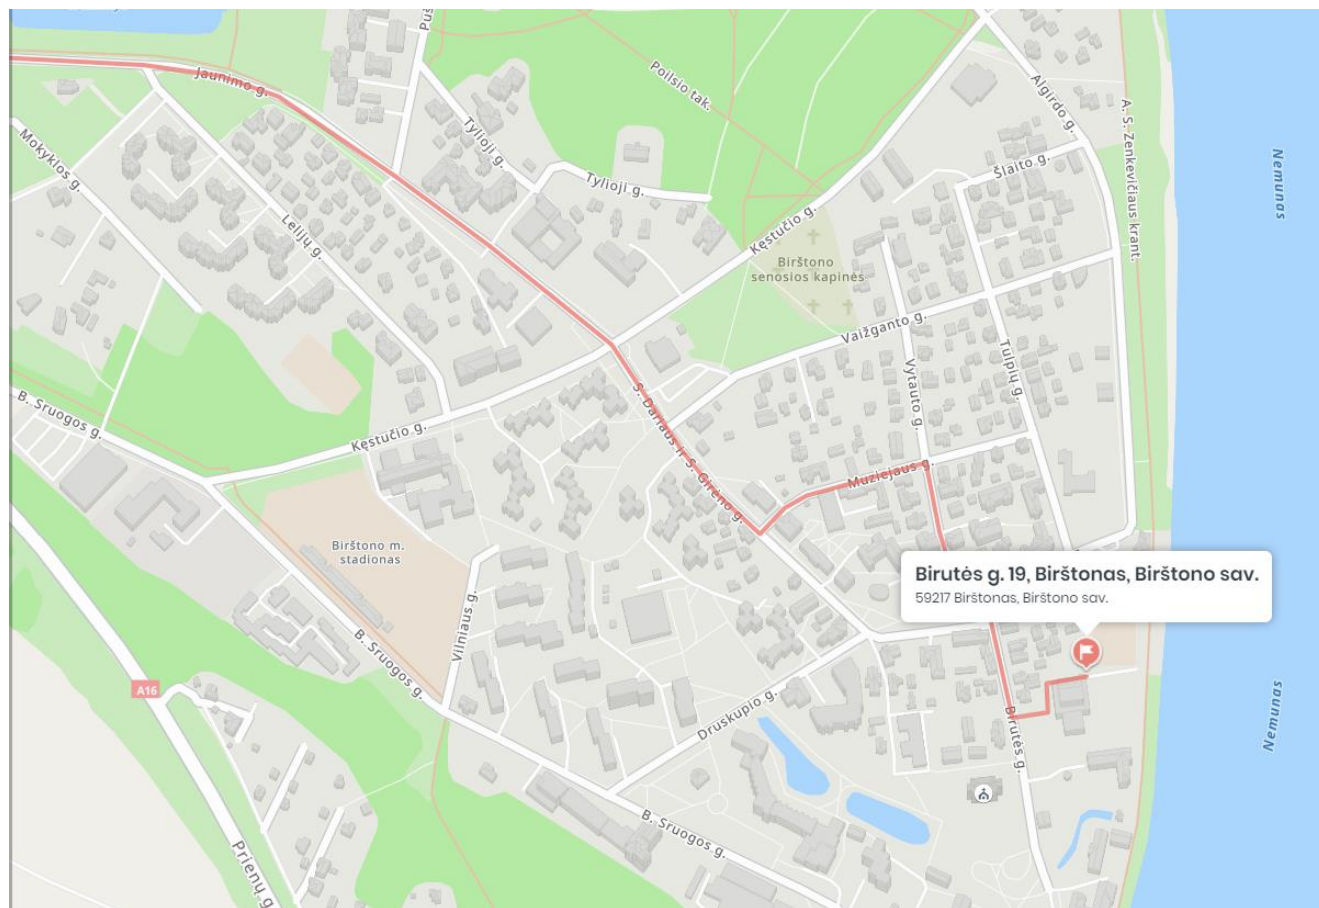 Puš
Jaunimo g.
Poilsio tak.
Algirdo g.
A. S. Zenkevičiaus krant.
Mokyklos g.
Tylioji g.
Tylioji g.
Šlaito g.
Nemunas
Lelijų g.
Kęstučio g.
Birštono
senosios kapinės
Vaižganto g.
Vytauto g.
Tulpių g.
B. Sruogos g.
Kęstučio g.
S. Dariaus ir S. Girėno g.
Muziejaus g.
Birštono m.
stadionas
Birutės g. 19, Birštonas, Birštono sav.
59217 Birštonas, Birštono sav.
Vilniaus g.
B. Sruogos g.
A16
Druskupio g.
Birutės g.
Nemunas
B. Sruogos g.
Prienų g.